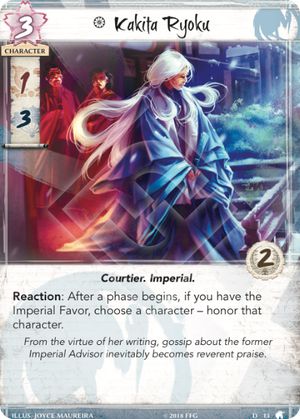 3
Kakita Ryoku
CHARACTER
1
3
2
Courtier. Imperial.
Reaction: After a phase begins, if you have the
Imperial Favor, choose a character – honor that
character.
From the virtue of her writing, gossip about the former
Imperial Advisor inevitably becomes reverent praise.
ILLUS-JOYCE MAUREIRA
©2018 FFG
D